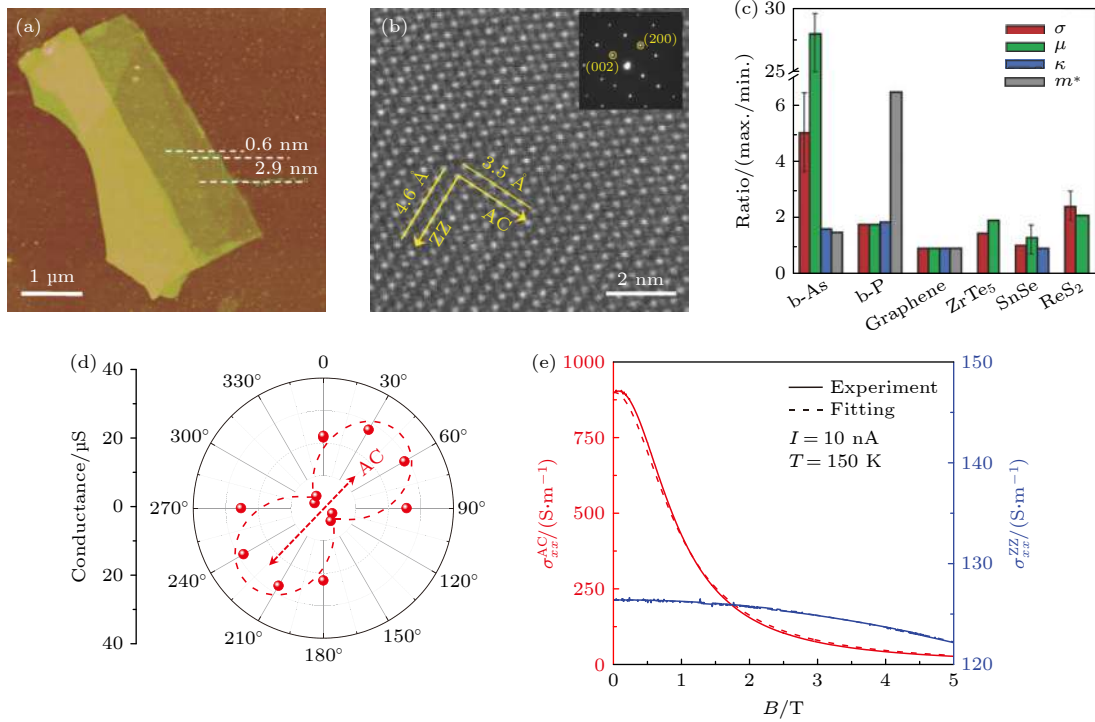 (a)
0.6 nm
2.9 nm
1 μm
(b)
(200)
(002)
4.6 A
3.5 A
ZZ
AC
2 nm
(c)
Ratio/(max./min.)
30
25
6
4
2
0
σ
μ
κ
m*
b-As
b-P
Graphene
ZrTe₅
SnSe
ReS₂
(d)
Conductance/μS
40
20
0
20
40
0
30°
60°
90°
120°
150°
180°
210°
240°
270°
300°
330°
AC
(e)
σₓₓᴬᶜ/(S·m⁻¹)
1000
750
500
250
0
Experiment
Fitting
I = 10 nA
T = 150 K
150
140
130
120
σₓₓᶻᶻ/(S·m⁻¹)
0
1
2
3
4
5
B/T